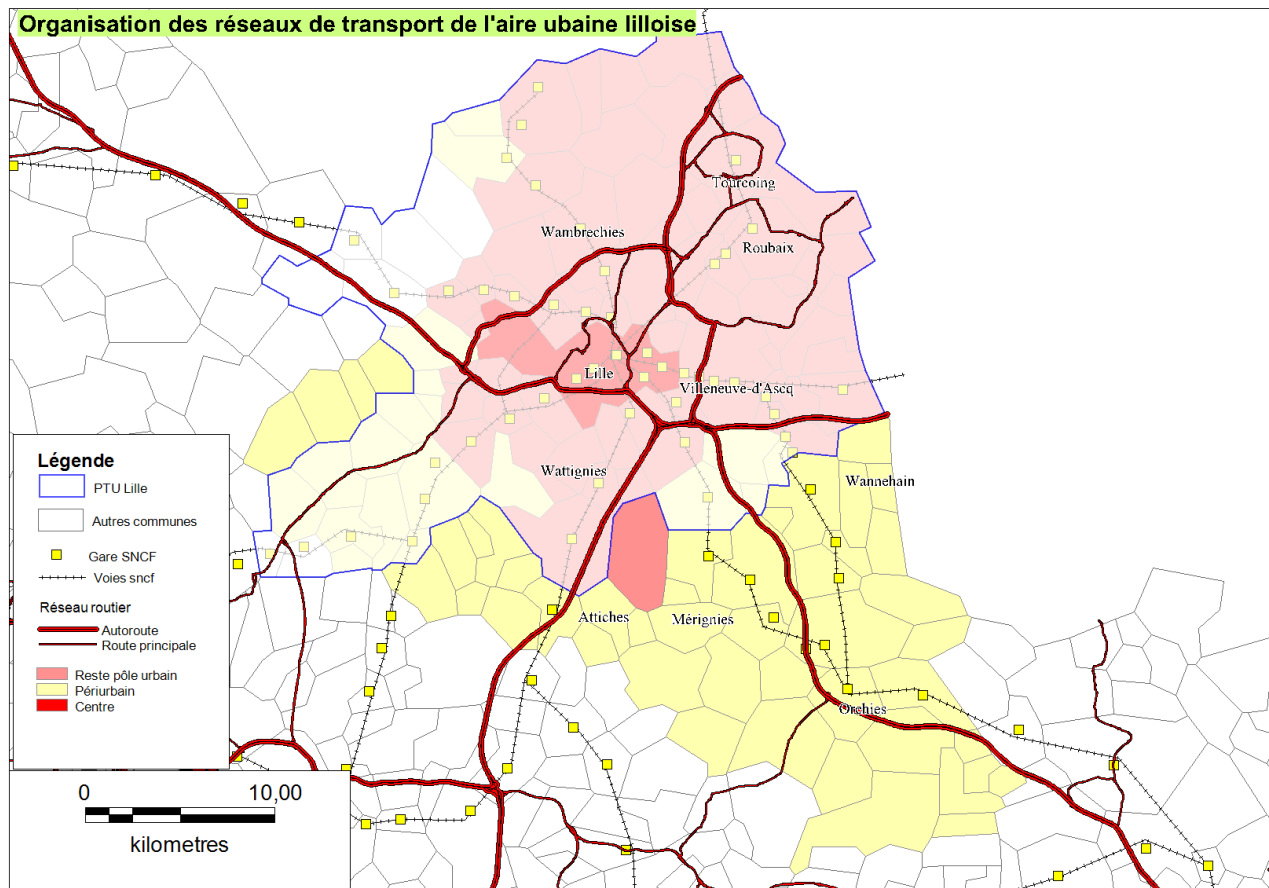 Organisation des réseaux de transport de l'aire ubaine lilloise
Tourcoing
Wambrechies
Roubaix
Lille
Villeneuve-d'Ascq
Wattignies
Wannehain
Attiches
Mérignies
Orchies
Légende
PTU Lille
Autres communes
Gare SNCF
Voies sncf
Réseau routier
Autoroute
Route principale
Reste pôle urbain
Périurbain
Centre
0 10,00
kilometres